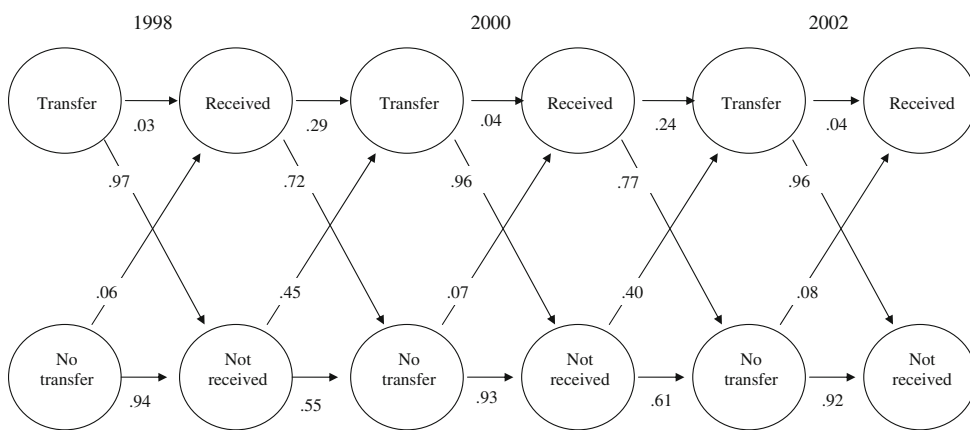 1998 2000 2002
Transfer Received Transfer Received Transfer Received
.03 .29 .04 .24 .04
.97 .72 .96 .77 .96
.06 .45 .07 .40 .08
No Not No Not No Not
transfer received transfer received transfer received
.94 .55 .93 .61 .92